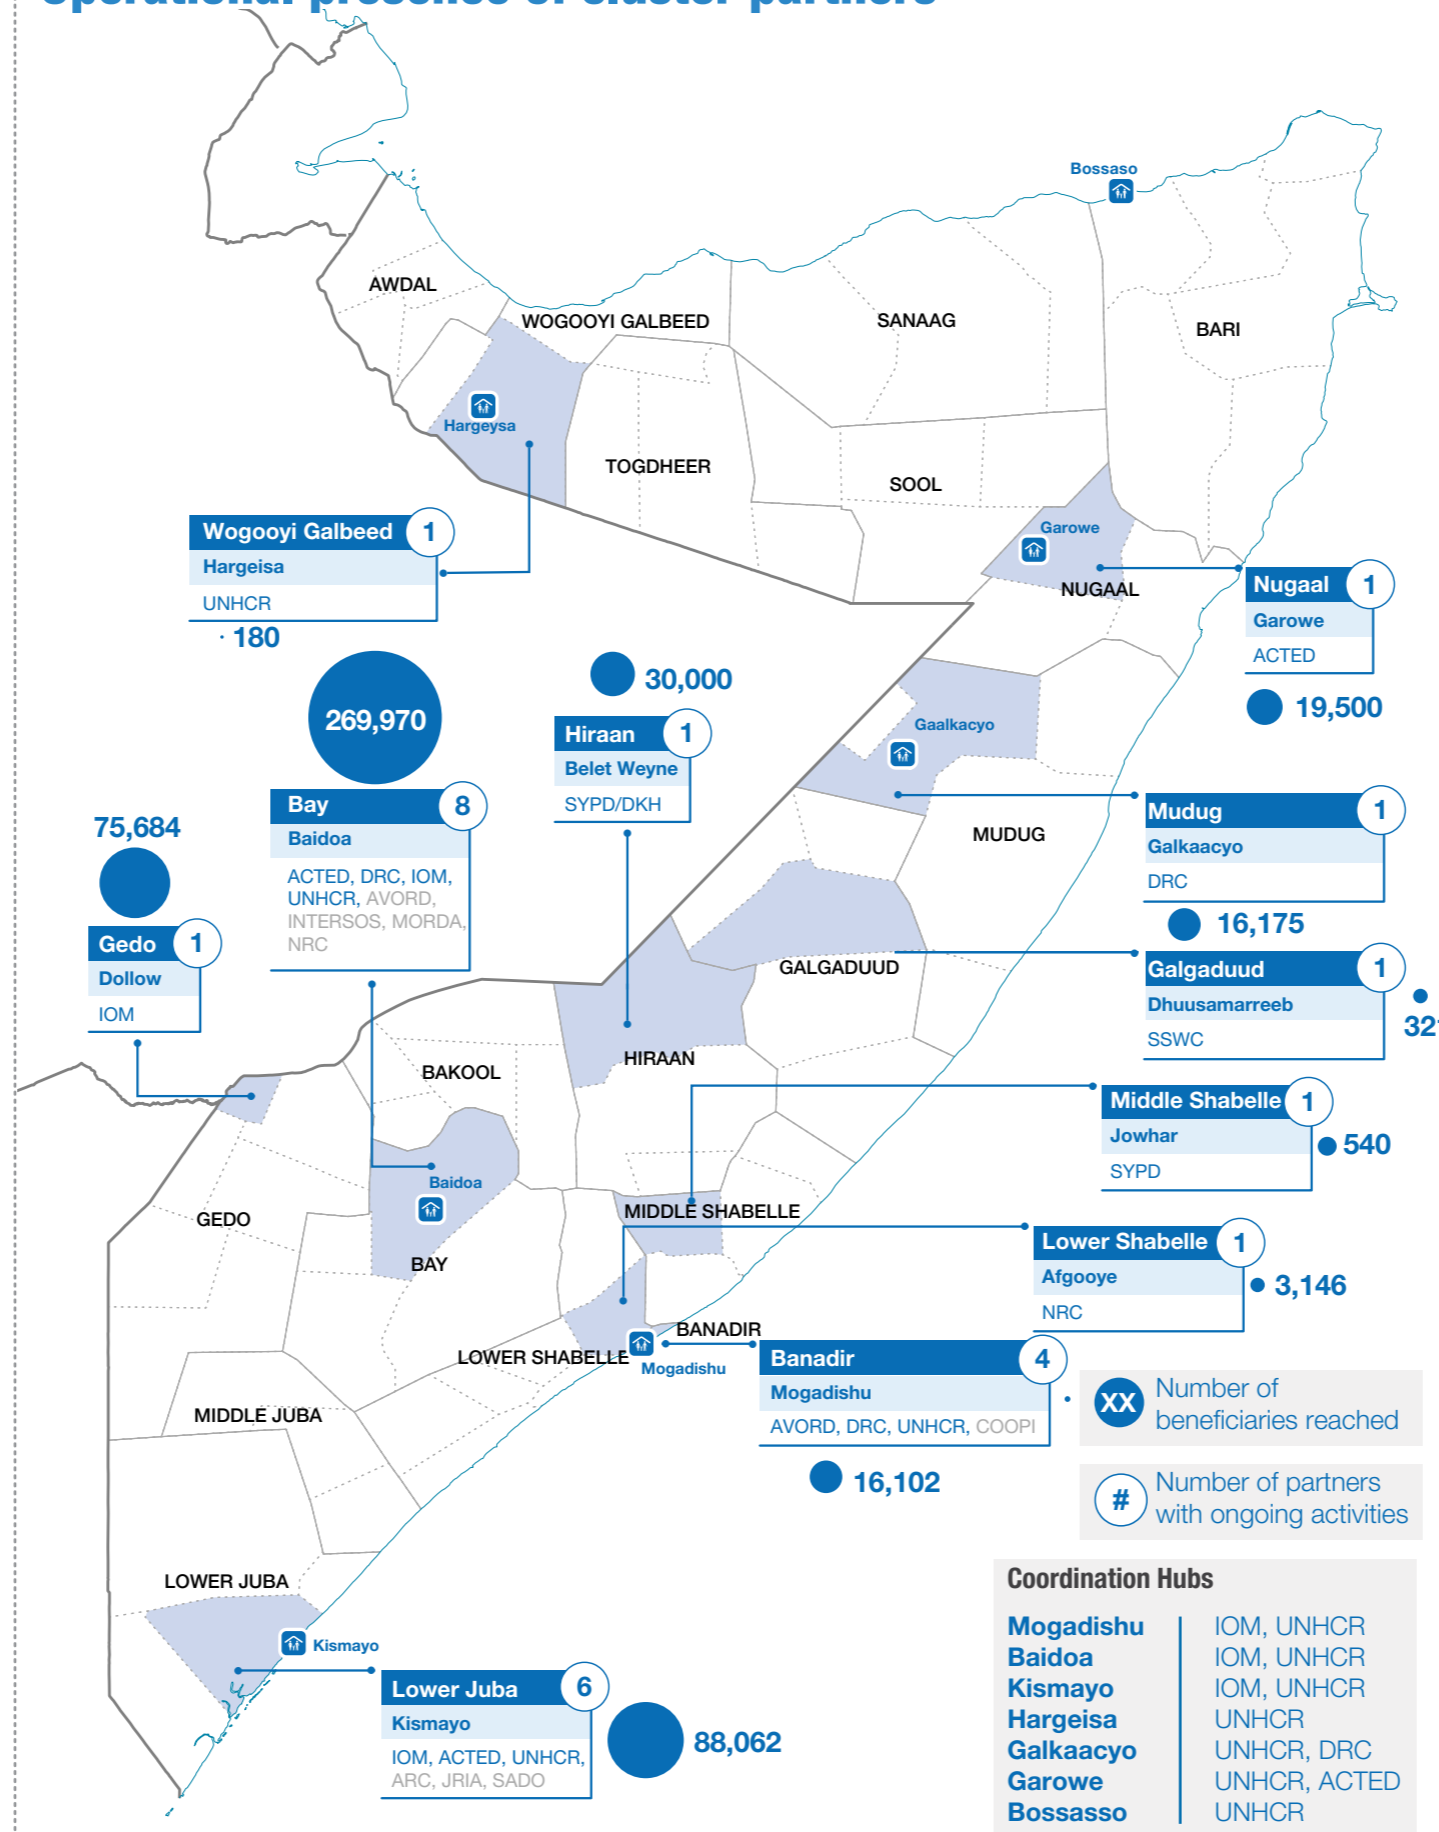 Operational presence of cluster partners
Bossaso
AWDAL
WOGOOYI GALBEED
SANAAG
BARI
Hargeysa
TOGDHEER
SOOL
Garowe
NUGAAL
Wogooyi Galbeed 1
Hargeisa
UNHCR
180
Nugaal 1
Garowe
ACTED
19,500
269,970
30,000
Hiraan 1
Belet Weyne
SYPD/DKH
Gaalkacyo
MUDUG
Bay 8
Baidoa
ACTED, DRC, IOM,
UNHCR, AVORD,
INTERSOS, MORDA,
NRC
75,684
Gedo 1
Dollow
IOM
Mudug 1
Galkaacyo
DRC
16,175
GALGADUUD
Galgaduud 1
Dhuusamarreeb
SSWC
BAKOOL
HIRAAN
Middle Shabelle 1
Jowhar
SYPD
540
Baidoa
GEDO
BAY
MIDDLE SHABELLE
Lower Shabelle 1
Afgooye
NRC
3,146
BANADIR
LOWER SHABELLE
Mogadishu
Banadir 4
Mogadishu
AVORD, DRC, UNHCR, COOPI
16,102
XX Number of
beneficiaries reached
# Number of partners
with ongoing activities
MIDDLE JUBA
LOWER JUBA
Kismayo
Lower Juba 6
Kismayo
IOM, ACTED, UNHCR,
ARC, JRIA, SADO
88,062
Coordination Hubs
Mogadishu IOM, UNHCR
Baidoa IOM, UNHCR
Kismayo IOM, UNHCR
Hargeisa UNHCR
Galkaacyo UNHCR, DRC
Garowe UNHCR, ACTED
Bossasso UNHCR